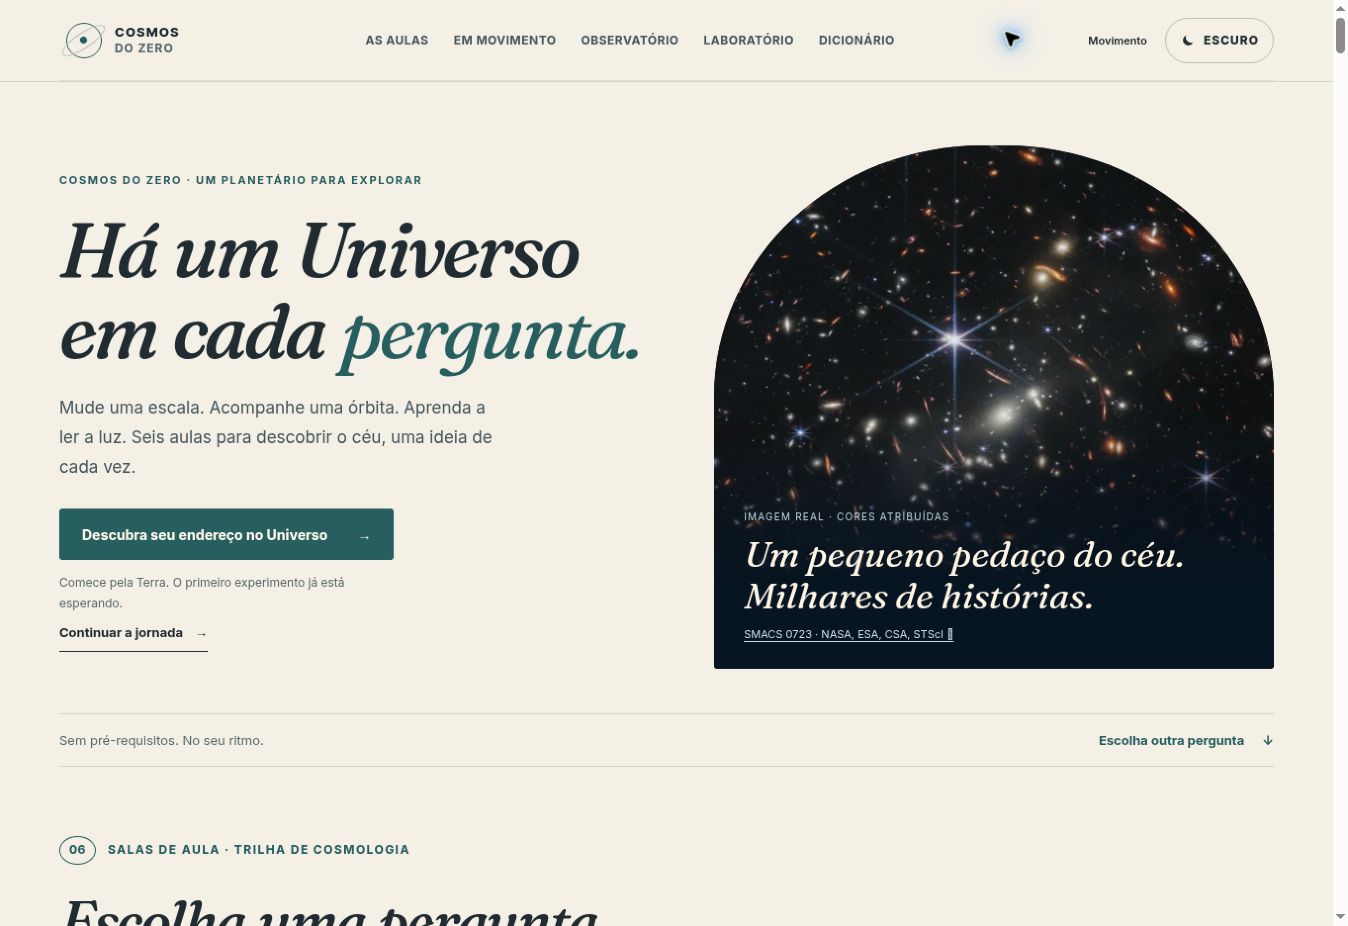 COSMOS
DO ZERO
AS AULAS
EM MOVIMENTO
OBSERVATÓRIO
LABORATÓRIO
DICIONÁRIO
Movimento
ESCURO
COSMOS DO ZERO · UM PLANETÁRIO PARA EXPLORAR
Há um Universo
em cada pergunta.
Mude uma escala. Acompanhe uma órbita. Aprenda a
ler a luz. Seis aulas para descobrir o céu, uma ideia de
cada vez.
Descubra seu endereço no Universo →
Comece pela Terra. O primeiro experimento já está
esperando.
Continuar a jornada →
IMAGEM REAL · CORES ATRIBUÍDAS
Um pequeno pedaço do céu.
Milhares de histórias.
SMACS 0723 · NASA, ESA, CSA, STScI
Sem pré-requisitos. No seu ritmo.
Escolha outra pergunta ↓
06 SALAS DE AULA · TRILHA DE COSMOLOGIA
Escolha uma pergunta